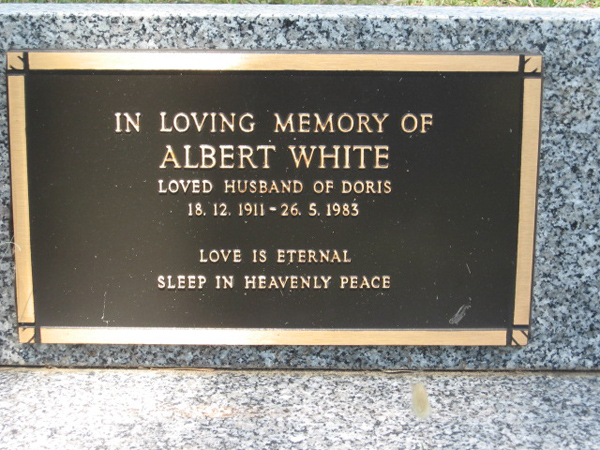 IN LOVING MEMORY OF
ALBERT WHITE
LOVED HUSBAND OF DORIS
18. 12. 1911 - 26. 5. 1983
LOVE IS ETERNAL
SLEEP IN HEAVENLY PEACE